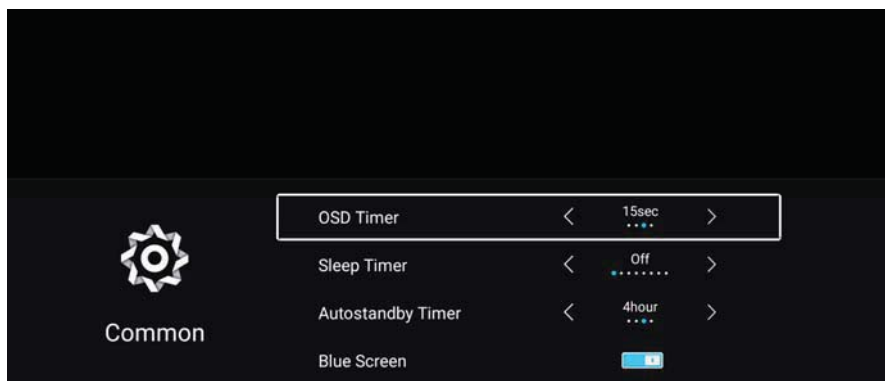 OSD Timer
15sec
Sleep Timer
Off
Autostandby Timer
4hour
Common
Blue Screen